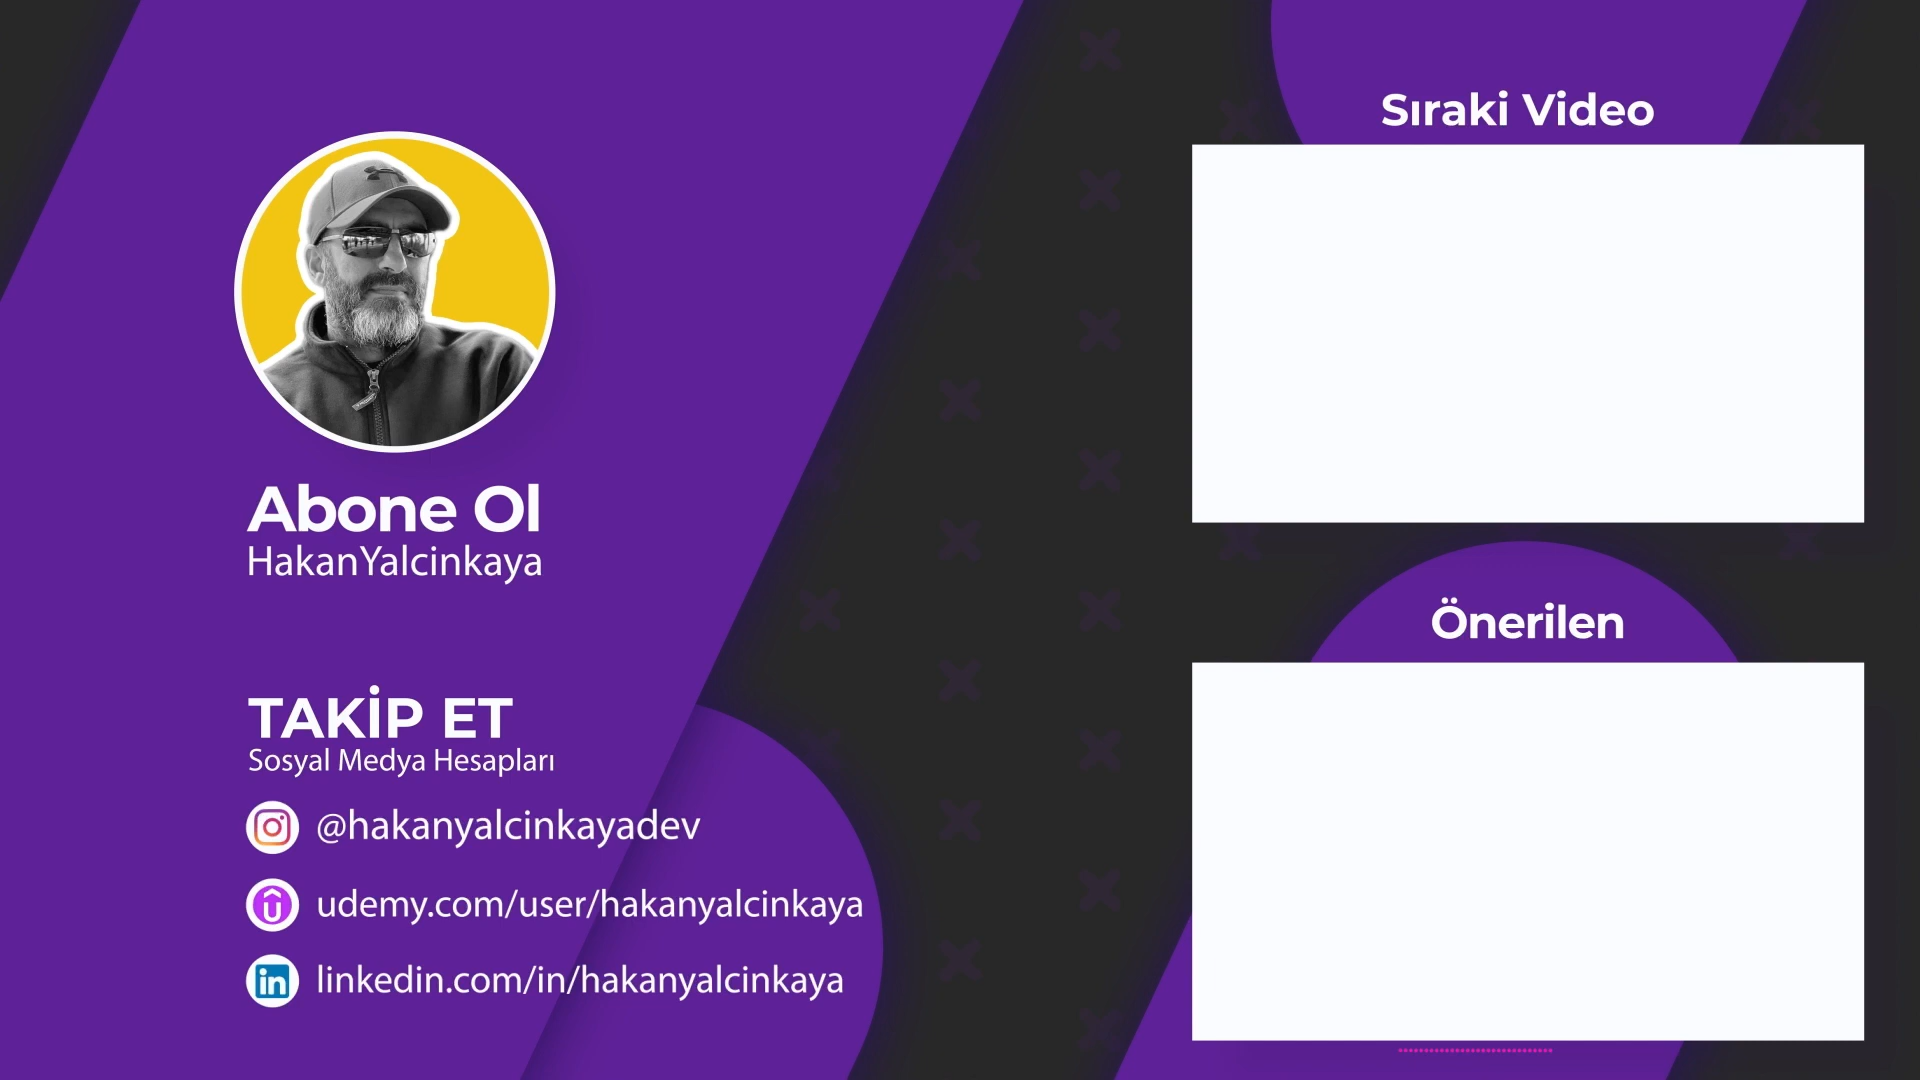 Abone Ol
HakanYalcinkaya
TAKİP ET
Sosyal Medya Hesapları
@hakanyalcinkayadev
udemy.com/user/hakanyalcinkaya
in
linkedin.com/in/hakanyalcinkaya
Sıraki Video
Önerilen